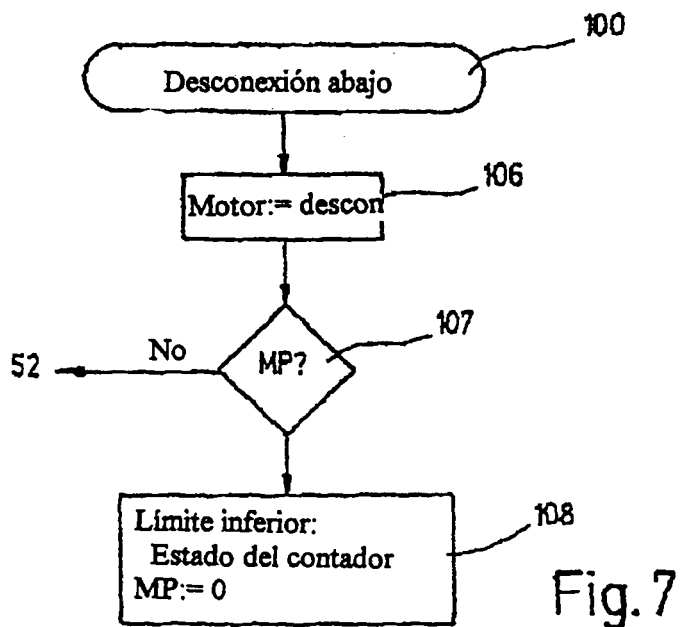 100
Desconexión abajo
106
Motor:= descon
107
MP?
No
52
108
Límite inferior:
Estado del contador
MP:= 0
Fig. 7